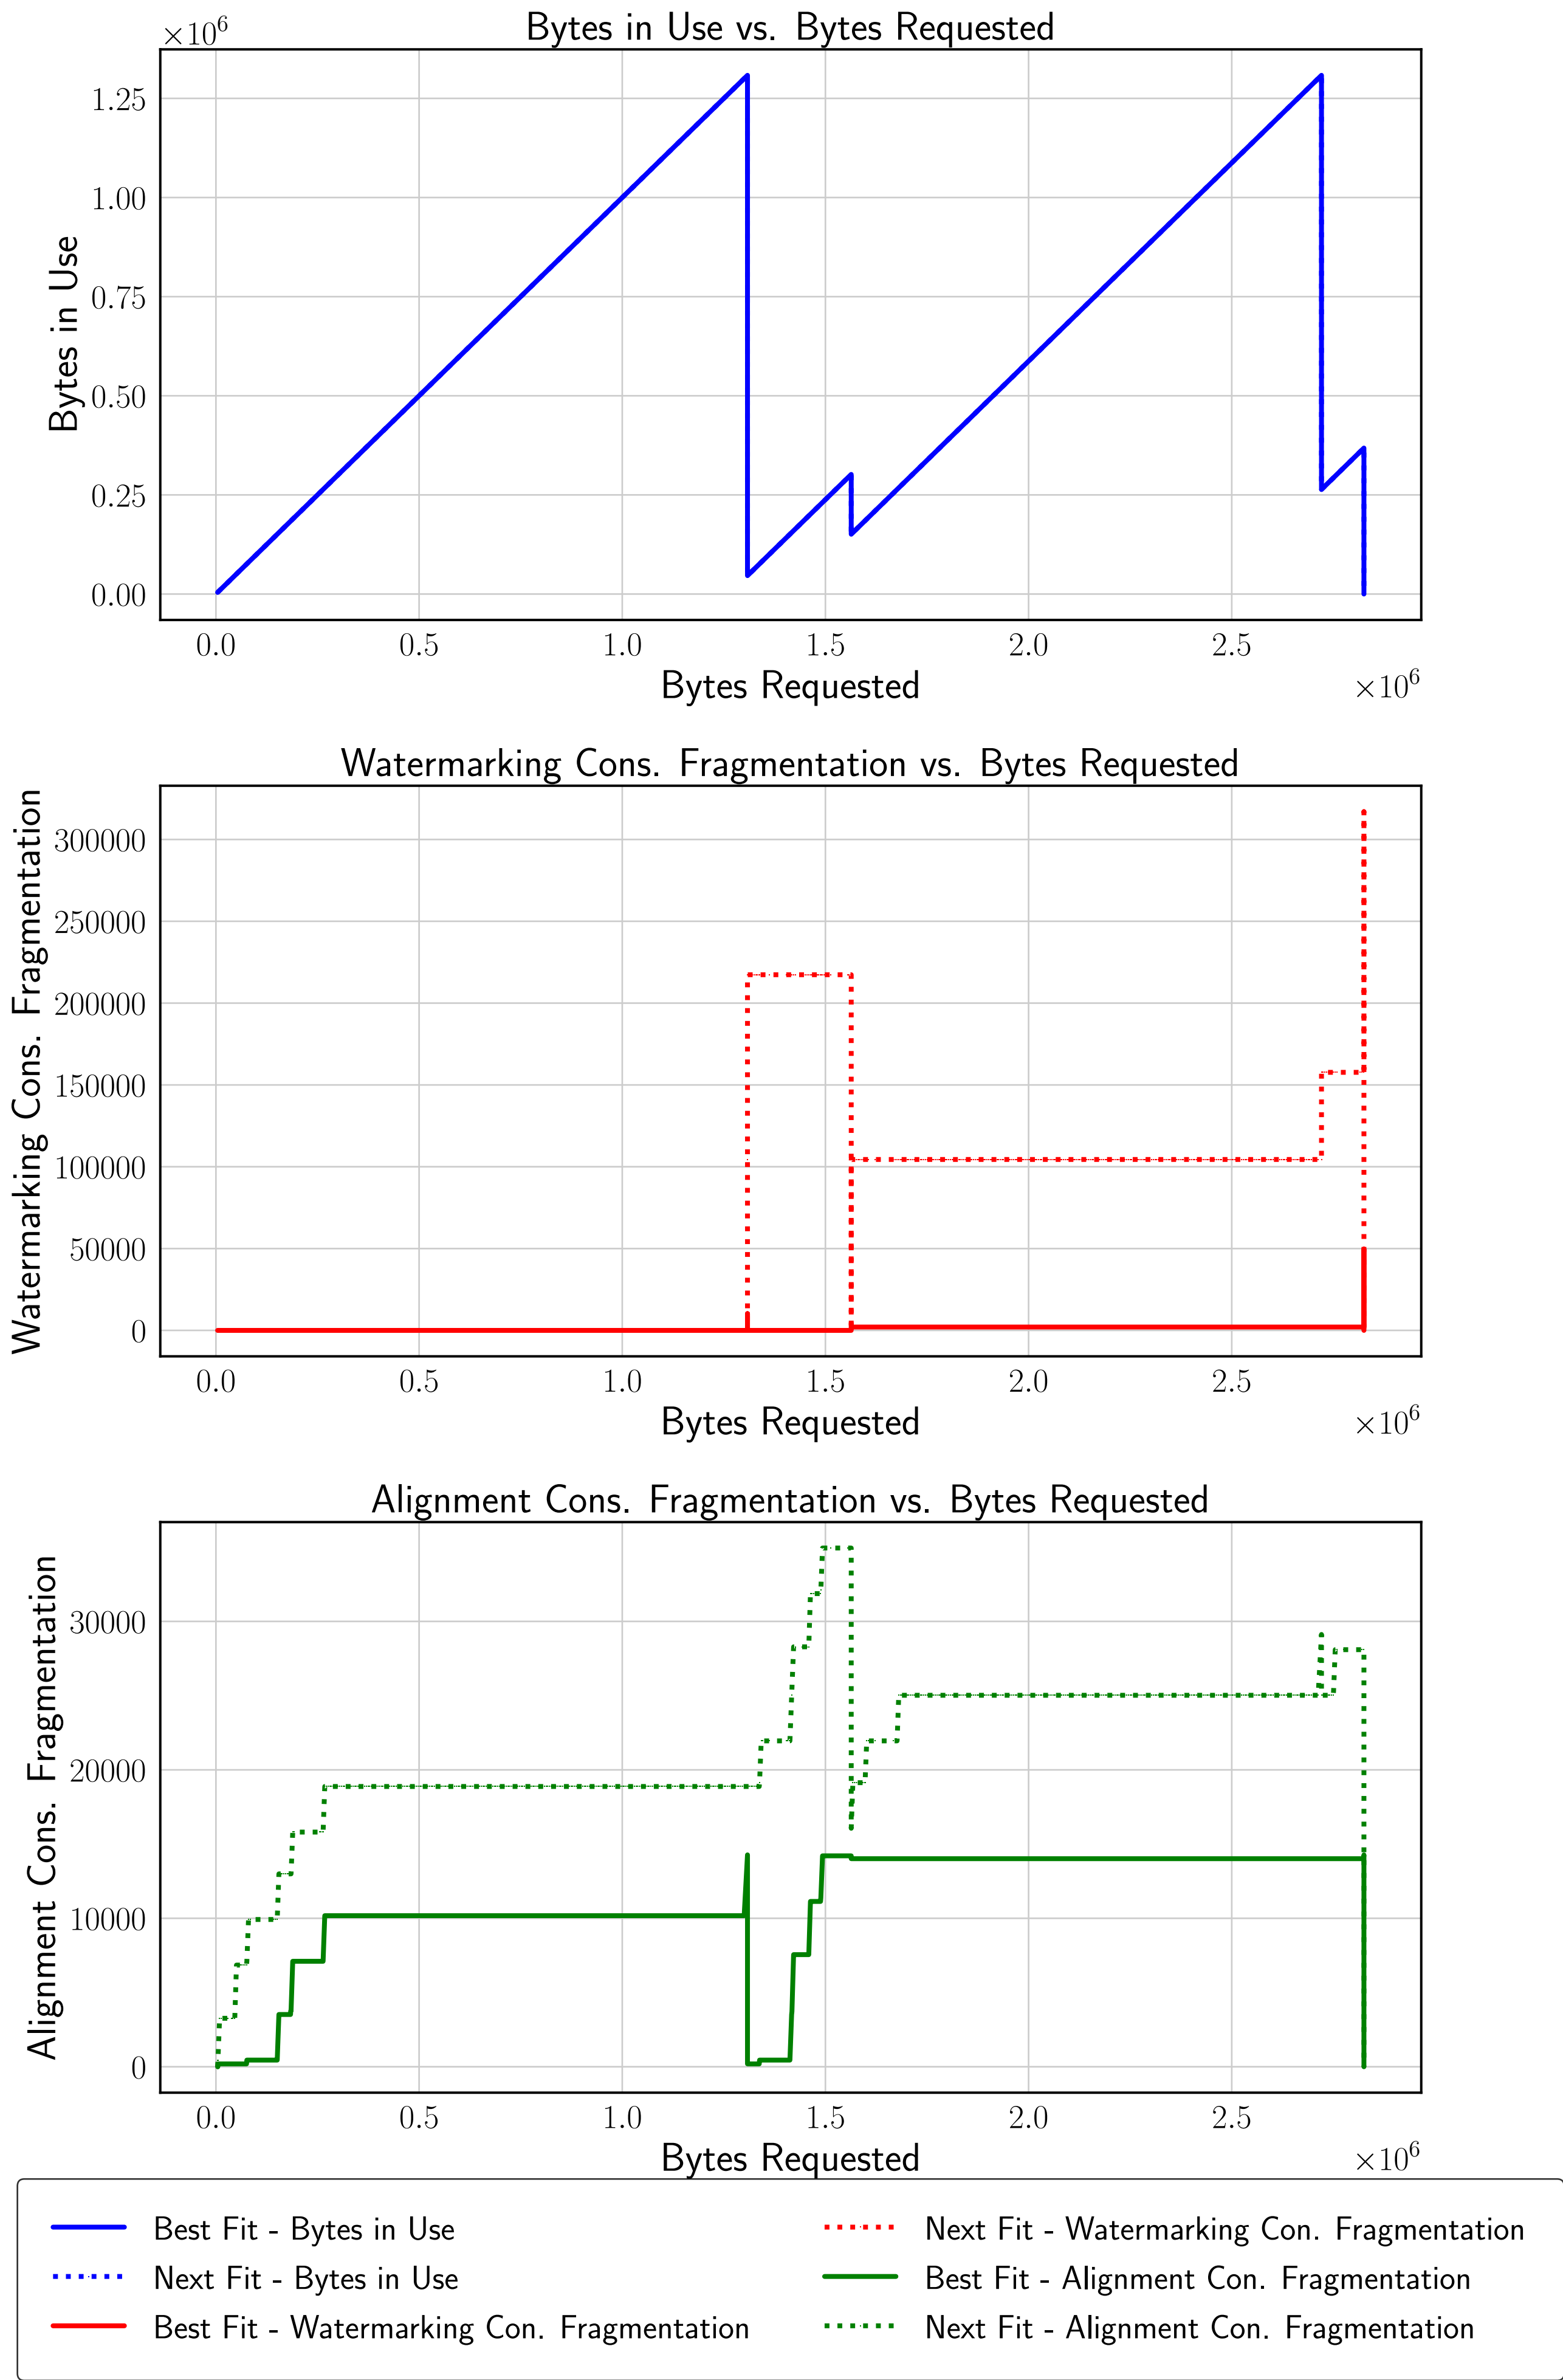 Bytes in Use vs. Bytes Requested
×10⁶
1.25
1.00
0.75
0.50
0.25
0.00
Bytes in Use
0.0 0.5 1.0 1.5 2.0 2.5
Bytes Requested
×10⁶
Watermarking Cons. Fragmentation vs. Bytes Requested
300000
250000
200000
150000
100000
50000
0
Watermarking Cons. Fragmentation
0.0 0.5 1.0 1.5 2.0 2.5
Bytes Requested
×10⁶
Alignment Cons. Fragmentation vs. Bytes Requested
30000
20000
10000
0
Alignment Cons. Fragmentation
0.0 0.5 1.0 1.5 2.0 2.5
Bytes Requested
×10⁶
Best Fit - Bytes in Use
Next Fit - Bytes in Use
Best Fit - Watermarking Con. Fragmentation
Next Fit - Watermarking Con. Fragmentation
Best Fit - Alignment Con. Fragmentation
Next Fit - Alignment Con. Fragmentation